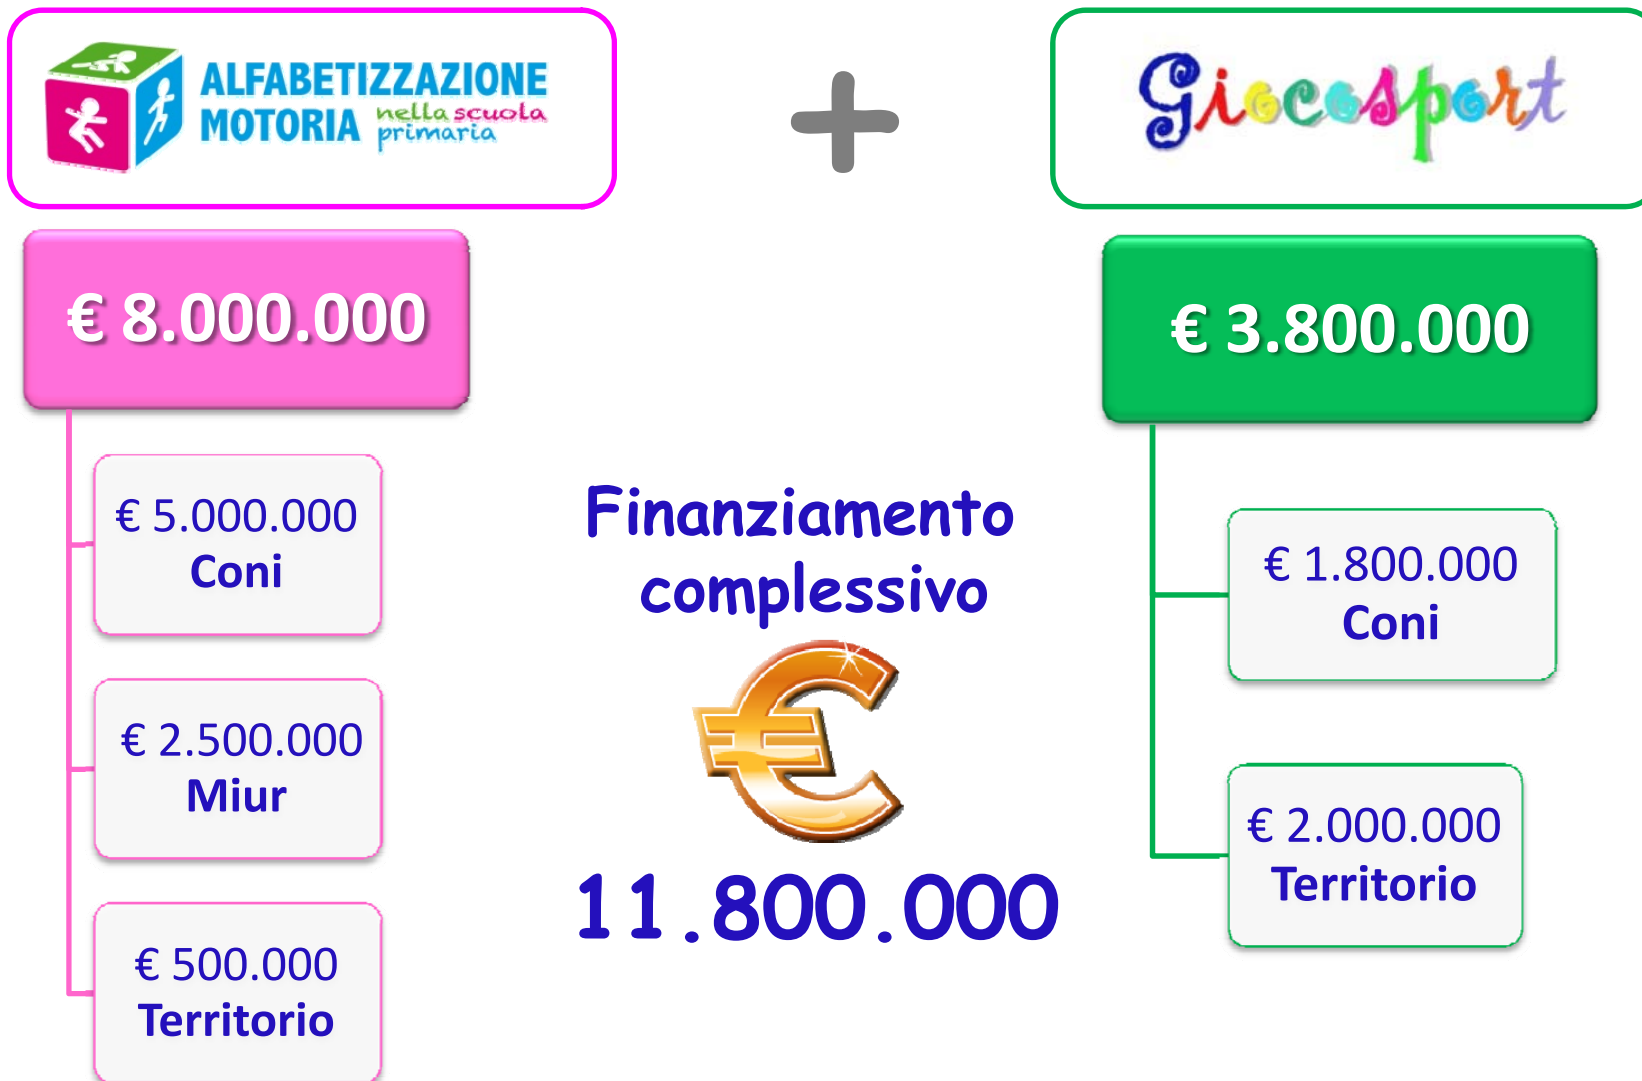 ALFABETIZZAZIONE
MOTORIA nella scuola
primaria
+
Giocosport
€ 8.000.000
€ 5.000.000
Coni
€ 2.500.000
Miur
€ 500.000
Territorio
Finanziamento
complessivo
€
11.800.000
€ 3.800.000
€ 1.800.000
Coni
€ 2.000.000
Territorio